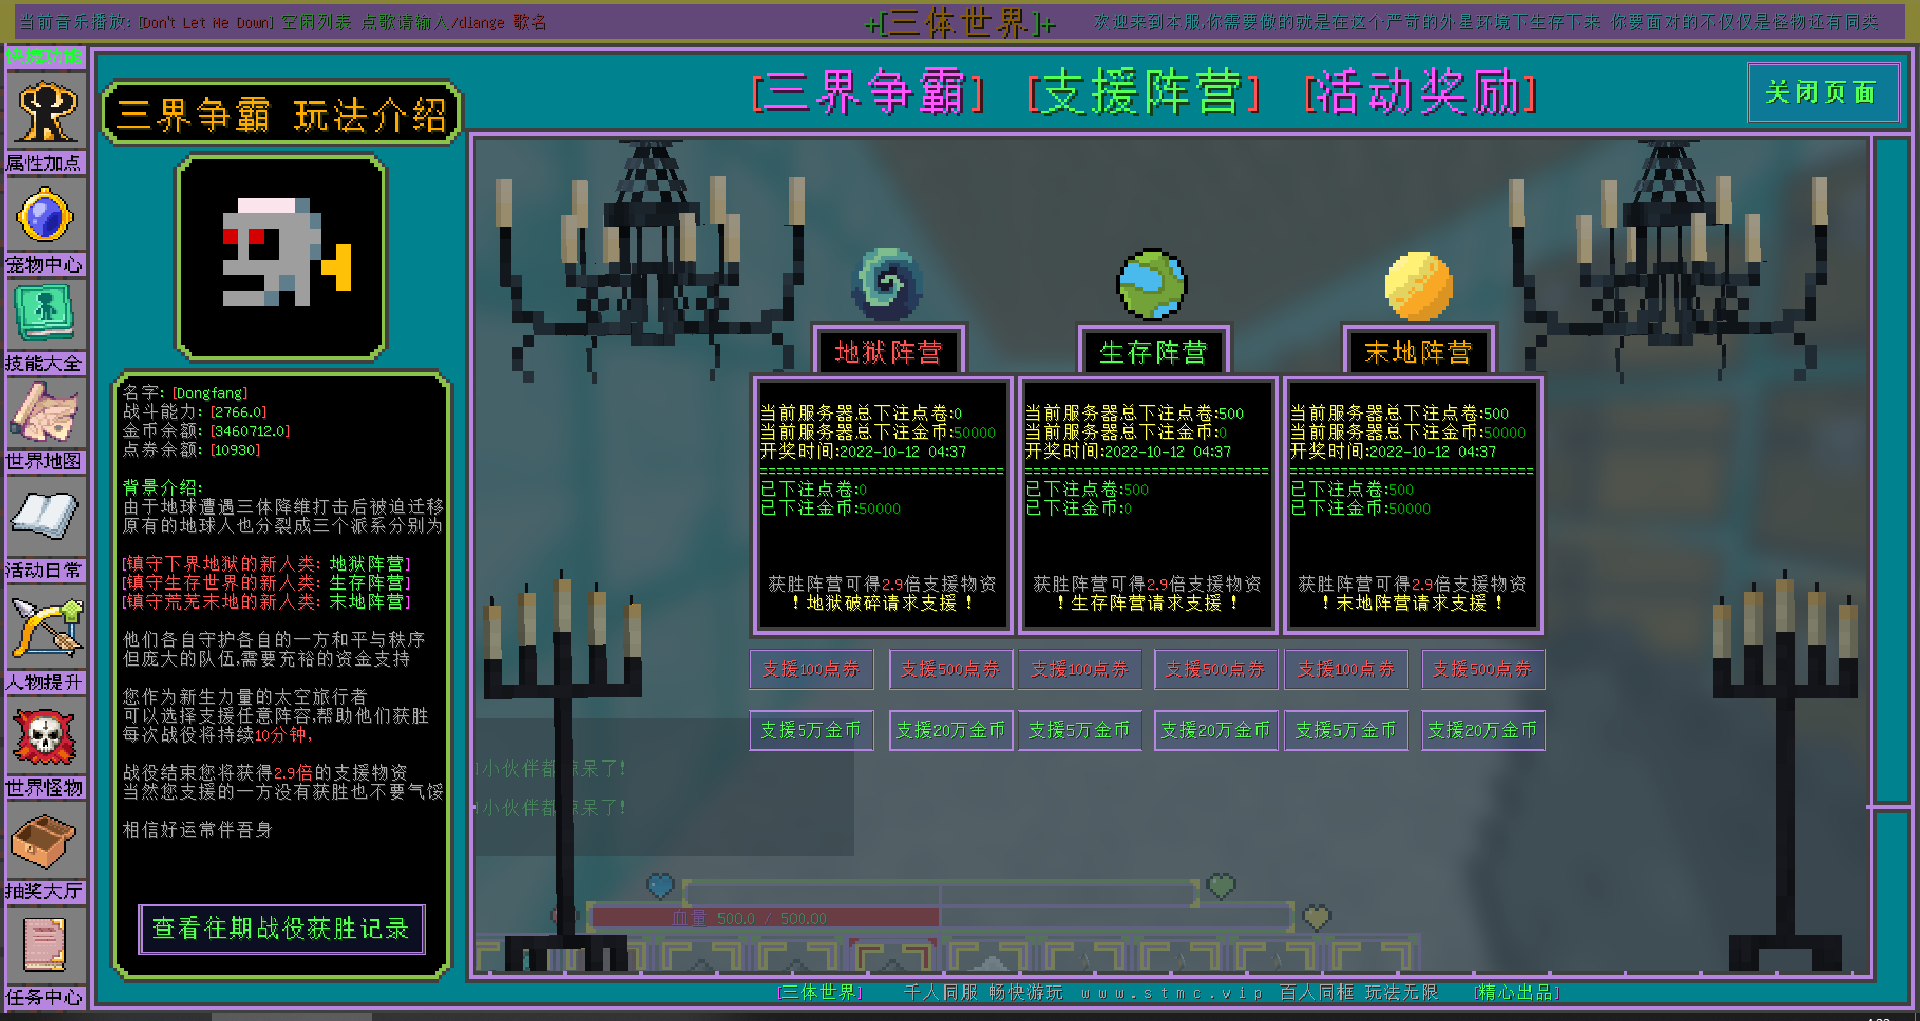 当前音乐播放: [Don't Let Me Down] 空闲列表 点歌请输入/diange 歌名
+[三体世界]+
欢迎来到本服,你需要做的就是在这个严苛的外星环境下生存下来 你要面对的不仅仅是怪物还有同类
快捷功能
属性加点
宠物中心
技能大全
世界地图
活动日常
人物提升
世界怪物
抽奖大厅
任务中心
三界争霸 玩法介绍
[三界争霸] [支援阵营] [活动奖励]
关闭页面
名字: [Dongfang]
战斗能力: [2766.0]
金币余额: [3460712.0]
点券余额: [10930]
背景介绍:
由于地球遭遇三体降维打击后被迫迁移
原有的地球人也分裂成三个派系分别为
[镇守下界地狱的新人类: 地狱阵营]
[镇守生存世界的新人类: 生存阵营]
[镇守荒芜末地的新人类: 末地阵营]
他们各自守护各自的一方和平与秩序
但庞大的队伍,需要充裕的资金支持
您作为新生力量的太空旅行者
可以选择支援任意阵容,帮助他们获胜
每次战役将持续10分钟,
战役结束您将获得2.9倍的支援物资
当然您支援的一方没有获胜也不要气馁
相信好运常伴吾身
查看往期战役获胜记录
地狱阵营
当前服务器总下注点卷:0
当前服务器总下注金币:50000
开奖时间:2022-10-12 04:37
===========================
已下注点卷:0
已下注金币:50000
获胜阵营可得2.9倍支援物资
！地狱破碎请求支援！
支援100点券
支援500点券
支援5万金币
支援20万金币
生存阵营
当前服务器总下注点卷:500
当前服务器总下注金币:0
开奖时间:2022-10-12 04:37
===========================
已下注点卷:500
已下注金币:0
获胜阵营可得2.9倍支援物资
！生存阵营请求支援！
支援100点券
支援500点券
支援5万金币
支援20万金币
末地阵营
当前服务器总下注点卷:500
当前服务器总下注金币:50000
开奖时间:2022-10-12 04:37
===========================
已下注点卷:500
已下注金币:50000
获胜阵营可得2.9倍支援物资
！末地阵营请求支援！
支援100点券
支援500点券
支援5万金币
支援20万金币
小伙伴都惊呆了!
小伙伴都惊呆了!
血量 500.0 / 500.00
[三体世界] 千人同服 畅快游玩 www.stmc.vip 百人同框 玩法无限 [精心出品]